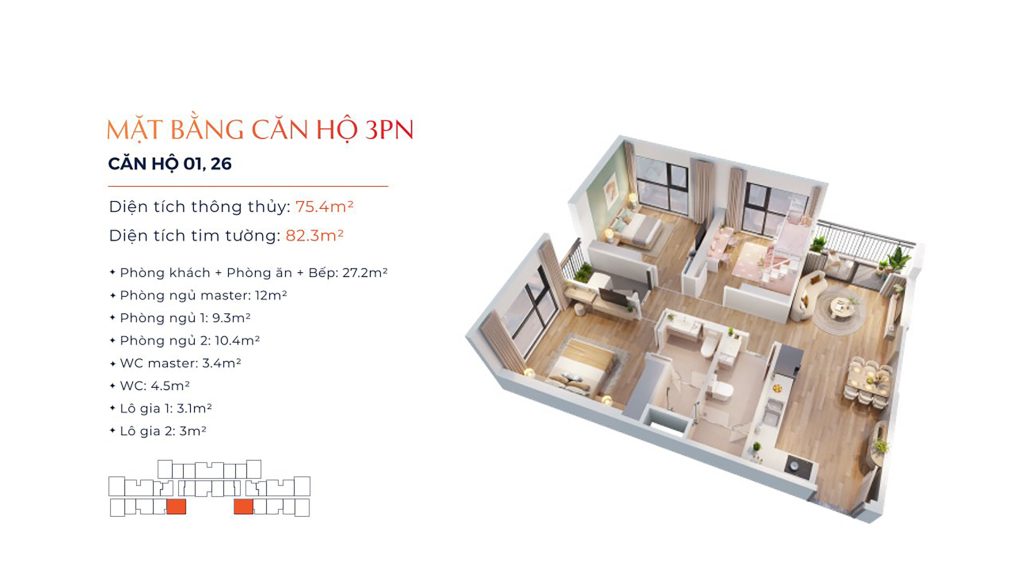 MẶT BẰNG CĂN HỘ 3PN
CĂN HỘ 01, 26
Diện tích thông thủy: 75.4m²
Diện tích tim tường: 82.3m²
Phòng khách + Phòng ăn + Bếp: 27.2m²
Phòng ngủ master: 12m²
Phòng ngủ 1: 9.3m²
Phòng ngủ 2: 10.4m²
WC master: 3.4m²
WC: 4.5m²
Lô gia 1: 3.1m²
Lô gia 2: 3m²